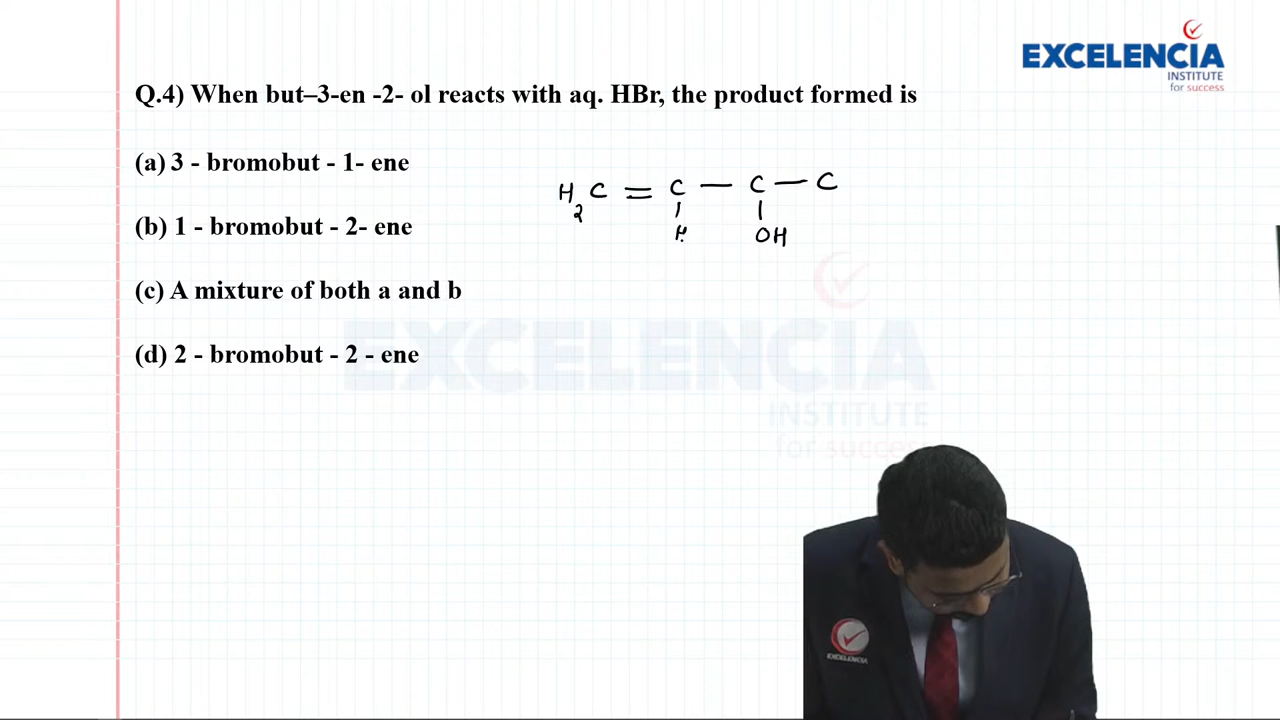 EXCELENCIA
INSTITUTE
for success
Q.4) When but–3-en -2- ol reacts with aq. HBr, the product formed is
(a) 3 - bromobut - 1- ene
(b) 1 - bromobut - 2- ene
(c) A mixture of both a and b
(d) 2 - bromobut - 2 - ene
H2C = C — C — C
H OH
EXCELENCIA
INSTITUTE
for success
EXCELENCIA